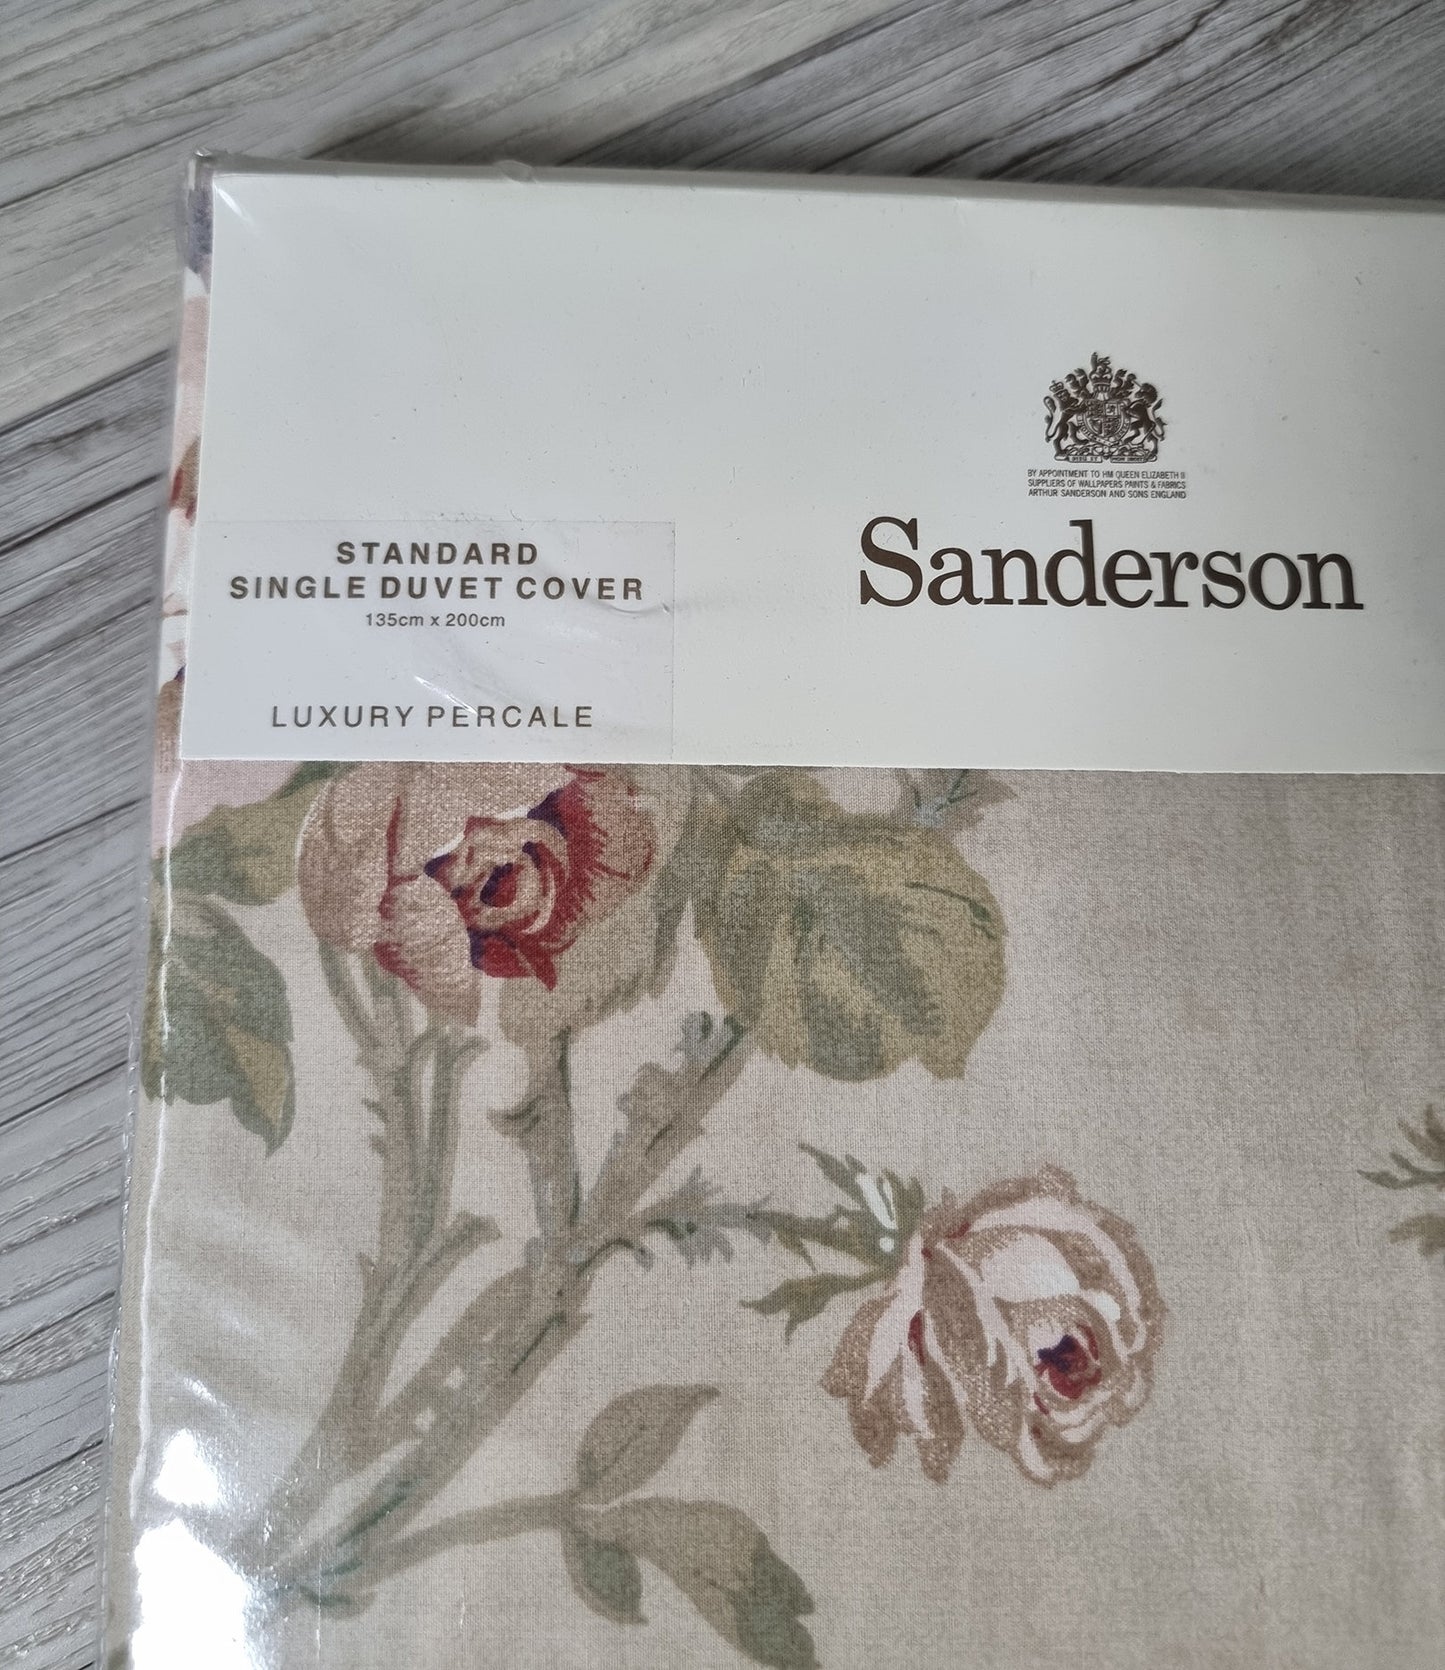 BY APPOINTMENT TO HM QUEEN ELIZABETH II
SUPPLIERS OF WALLPAPERS PAINTS & FABRICS
ARTHUR SANDERSON AND SONS ENGLAND
Sanderson
STANDARD
SINGLE DUVET COVER
135cm x 200cm
LUXURY PERCALE